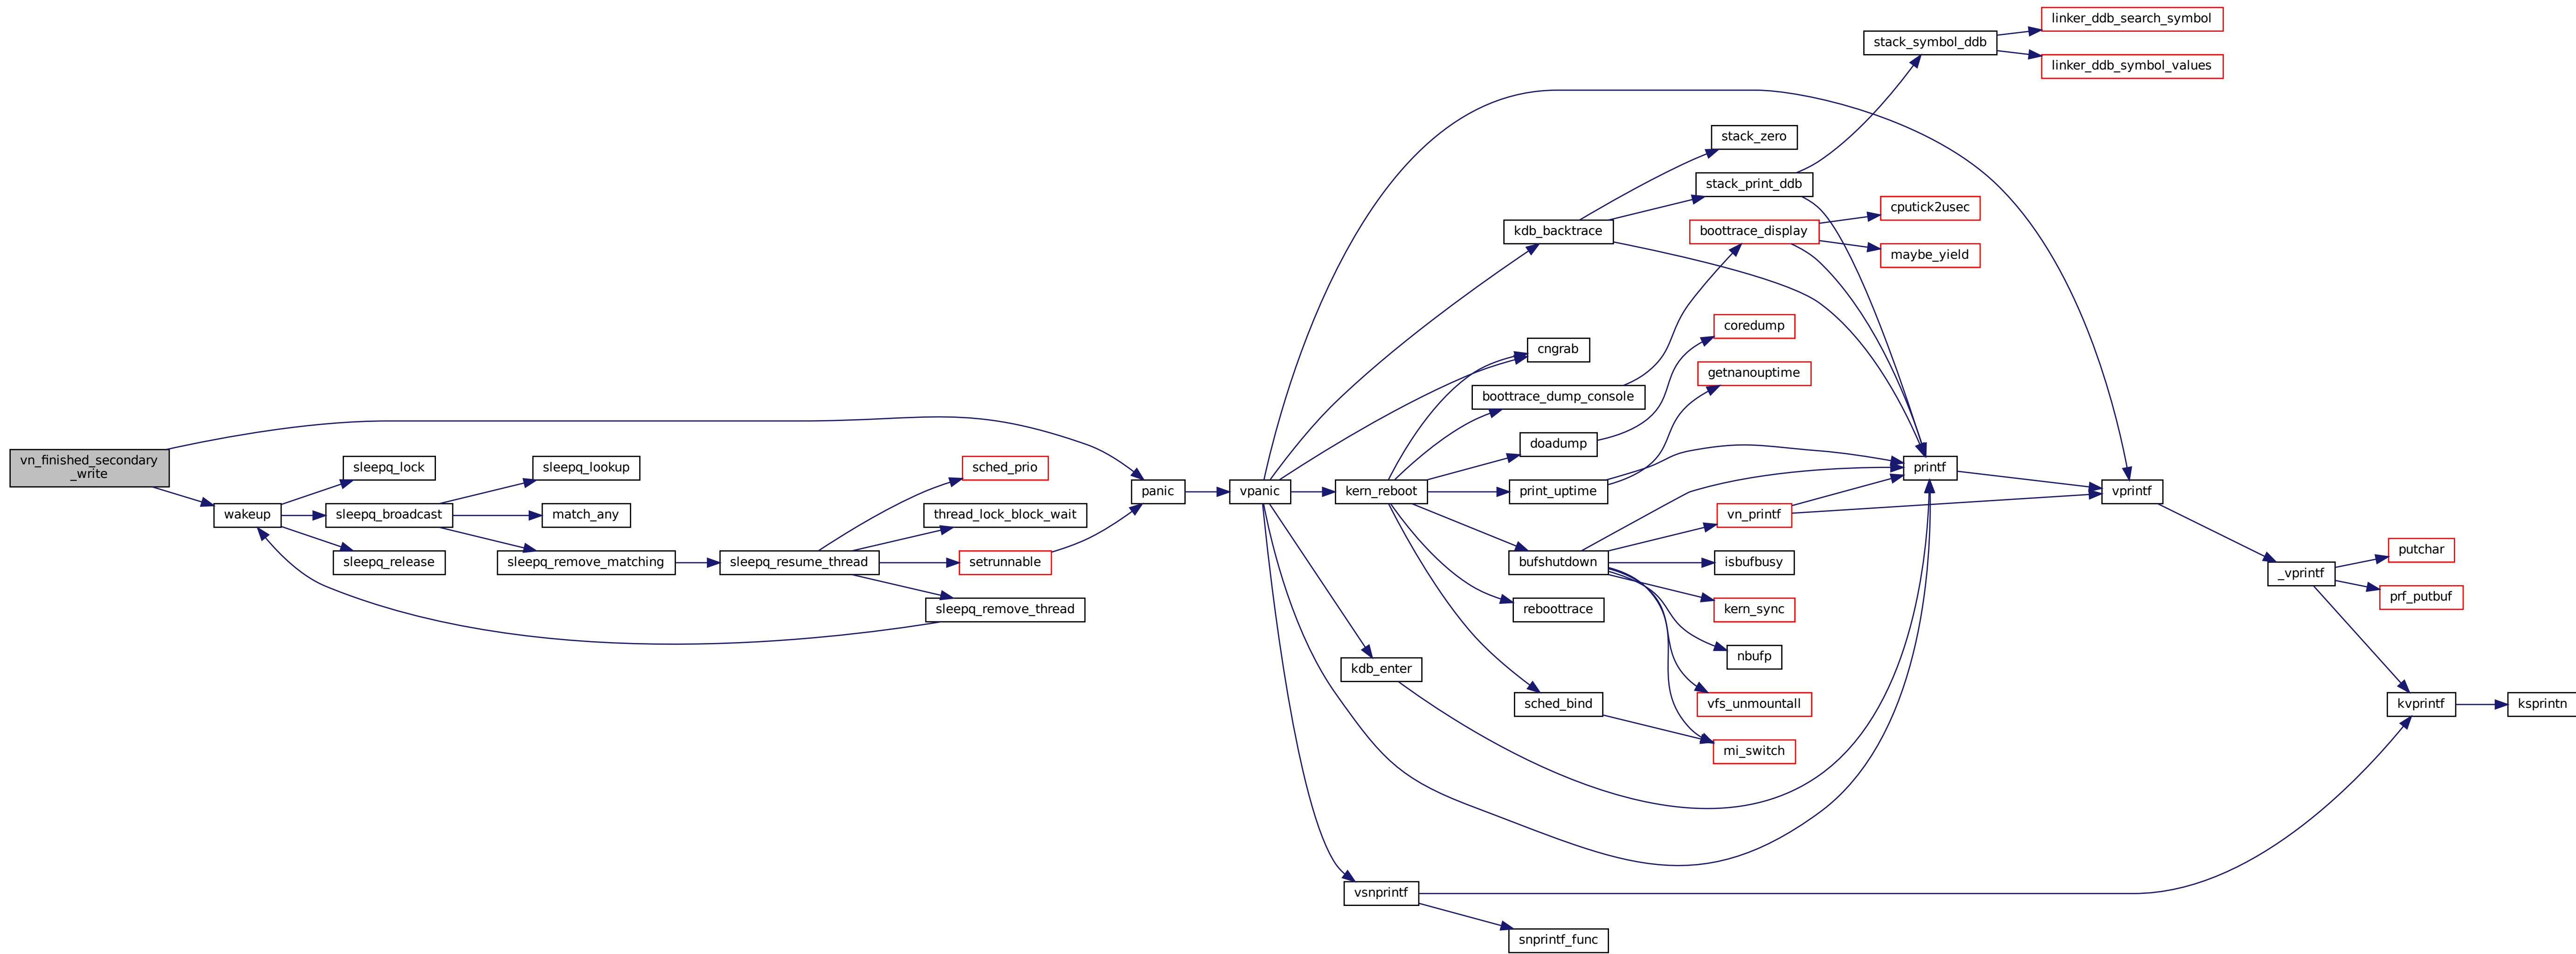 vn_finished_secondary
_write
wakeup
sleepq_lock
sleepq_broadcast
sleepq_release
sleepq_lookup
match_any
sleepq_remove_matching
sleepq_resume_thread
sched_prio
thread_lock_block_wait
setrunnable
sleepq_remove_thread
panic
vpanic
kern_reboot
kdb_enter
vsnprintf
kdb_backtrace
cngrab
boottrace_dump_console
doadump
print_uptime
bufshutdown
reboottrace
sched_bind
snprintf_func
stack_zero
stack_print_ddb
boottrace_display
coredump
getnanouptime
vn_printf
isbufbusy
kern_sync
nbufp
vfs_unmountall
mi_switch
stack_symbol_ddb
cputick2usec
maybe_yield
printf
linker_ddb_search_symbol
linker_ddb_symbol_values
vprintf
_vprintf
putchar
prf_putbuf
kvprintf
ksprintn